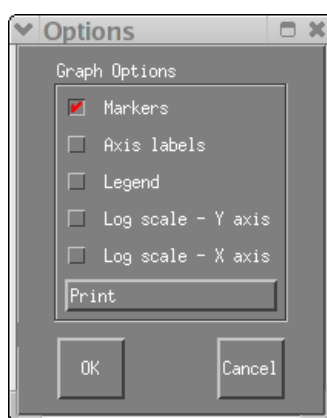 Options
Graph Options
Markers
Axis labels
Legend
Log scale - Y axis
Log scale - X axis
Print
OK
Cancel